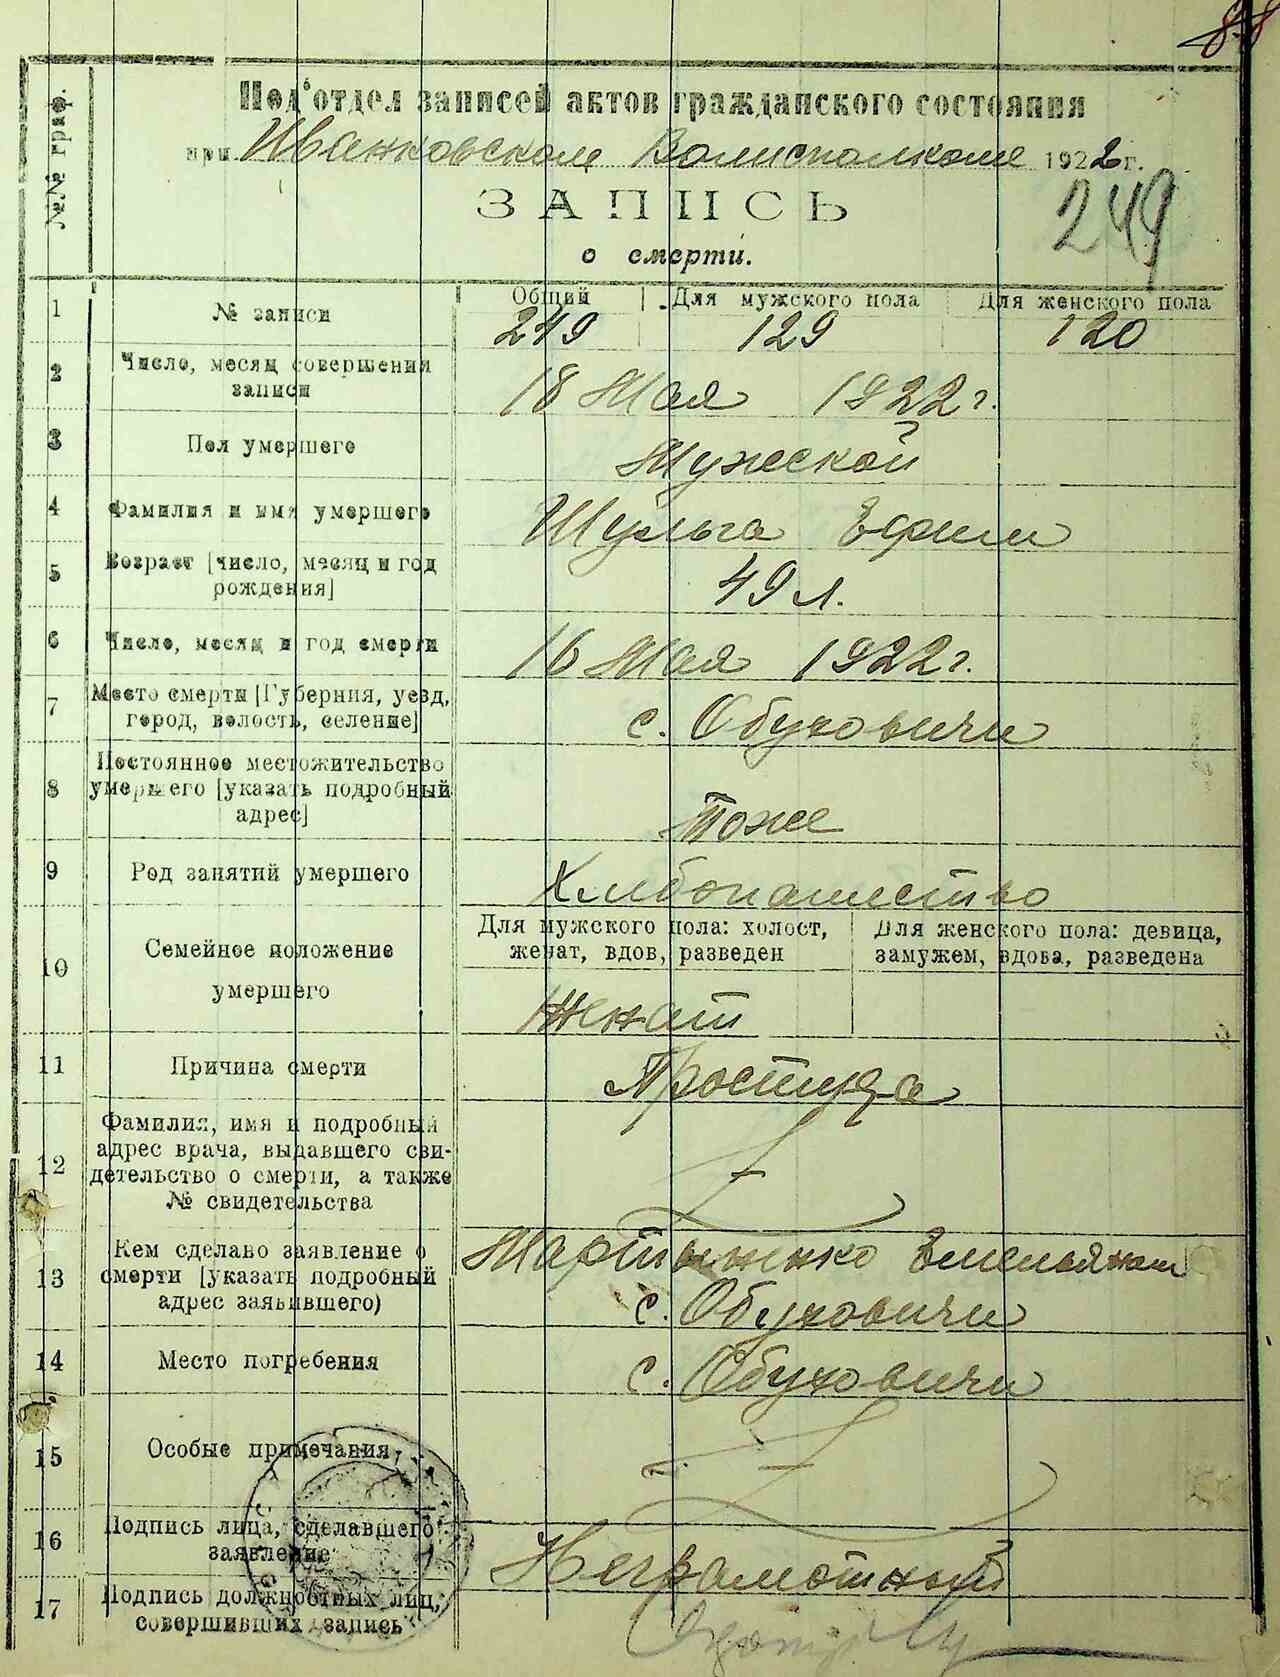 88
№№ граф.
Под'отдел записей актов гражданского состояния
при Иванковском Волисполкоме 1922 г.
ЗАПИСЬ
249
о смерти.
1 № записи Общий Для мужского пола Для женского пола
249 129 120
2 Число, месяц совершения
записи
18 Мая 1922 г.
3 Пол умершего Мужеской
4 Фамилия и имя умершего Шульга Ефим
5 Возраст [число, месяц и год
рождения]
49 л.
6 Число, месяц и год смерти 16 Мая 1922 г.
7 Место смерти [Губерния, уезд,
город, волость, селение]
с. Обуховичи
8 Постоянное местожительство
умершего [указать подробный
адрес]
Тоже
9 Род занятий умершего Хлибопашество
10 Семейное положение
умершего
Для мужского пола: холост,
женат, вдов, разведен
Для женского пола: девица,
замужем, вдова, разведена
Женат
11 Причина смерти Простуда
12 Фамилия, имя и подробный
адрес врача, выдавшего сви-
детельство о смерти, а также
№ свидетельства
13 Кем сделано заявление о
смерти [указать подробный
адрес заявившего)
Мартыненко Емельяном
с. Обуховичи
14 Место погребения с. Обуховичи
15 Особые примечания
16 Подпись лица, сделавшего
заявление
Неграмотный
17 Подпись должностных лиц,
совершивших запись